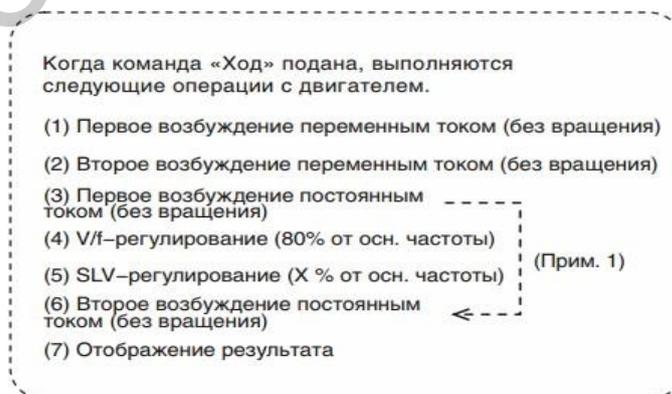 Когда команда «Ход» подана, выполняются
следующие операции с двигателем.
(1) Первое возбуждение переменным током (без вращения)
(2) Второе возбуждение переменным током (без вращения)
(3) Первое возбуждение постоянным
током (без вращения)
(4) V/f–регулирование (80% от осн. частоты)
(5) SLV–регулирование (X % от осн. частоты)
(Прим. 1)
(6) Второе возбуждение постоянным
током (без вращения)
(7) Отображение результата